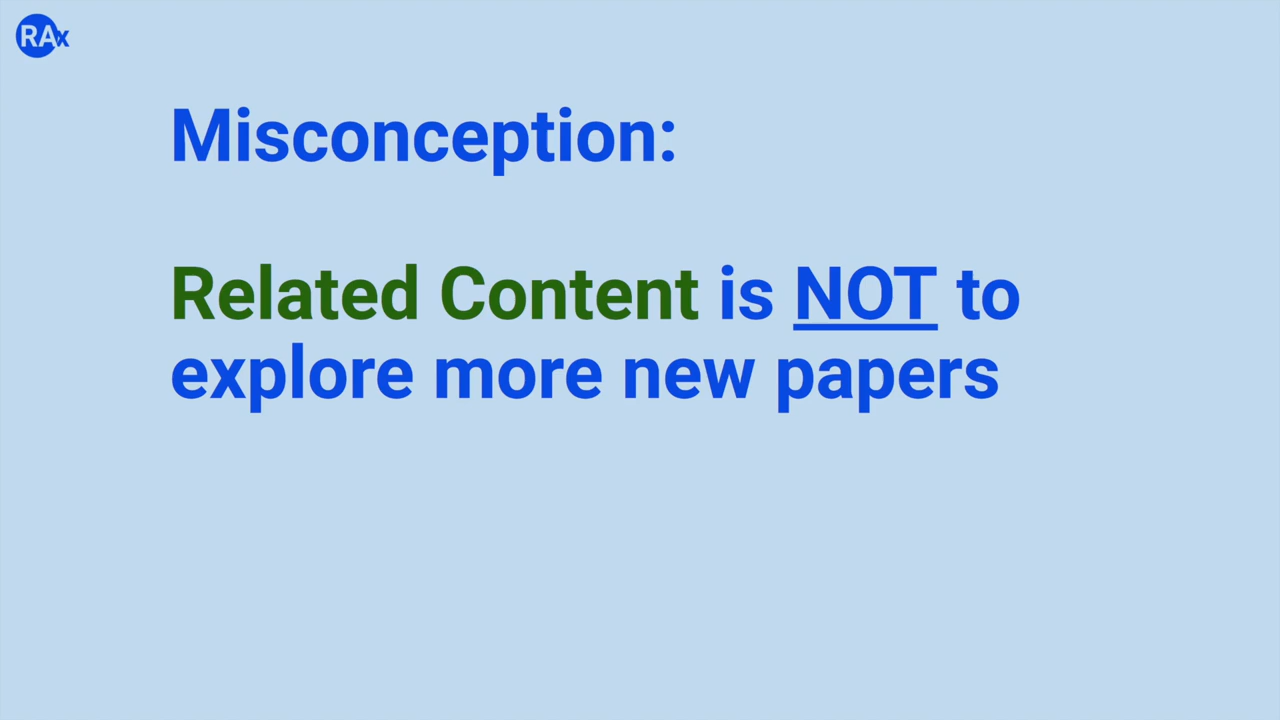 RAx
Misconception:
Related Content is NOT to
explore more new papers